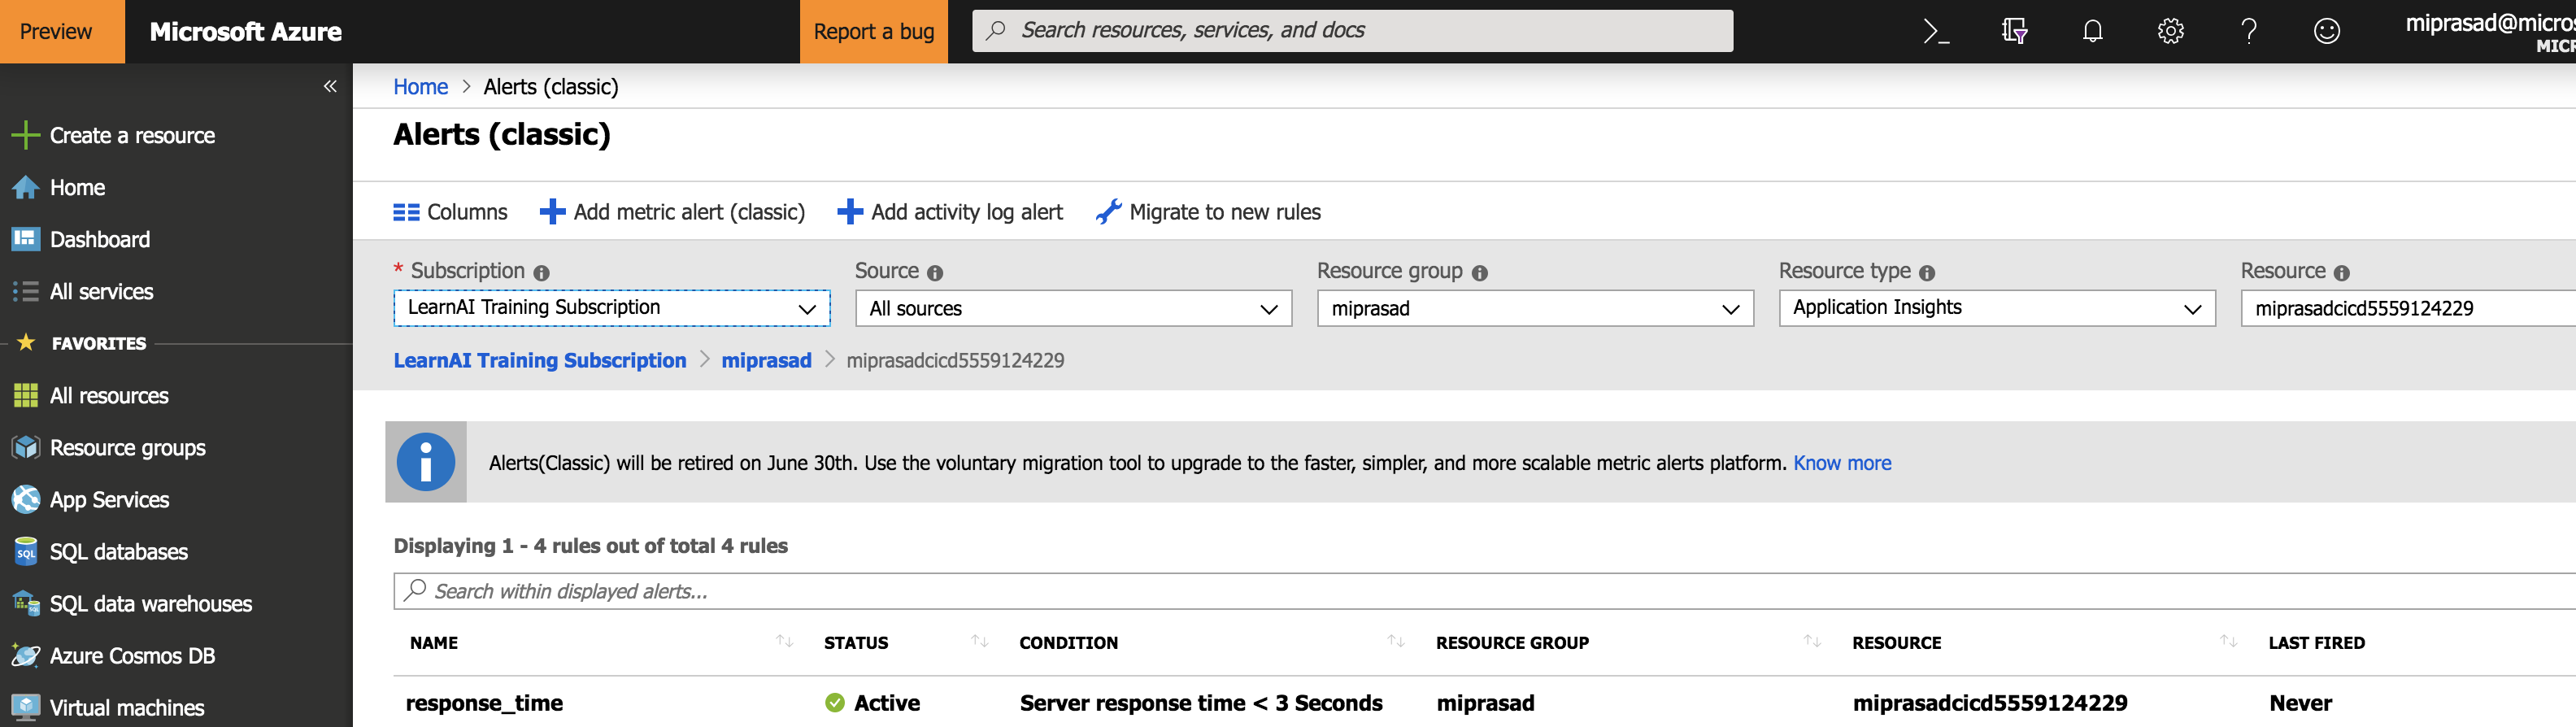 Preview
Microsoft Azure
Report a bug
Search resources, services, and docs
miprasad@micros
MICR
Create a resource
Home
Dashboard
All services
FAVORITES
All resources
Resource groups
App Services
SQL databases
SQL data warehouses
Azure Cosmos DB
Virtual machines
Home > Alerts (classic)
Alerts (classic)
Columns Add metric alert (classic) Add activity log alert Migrate to new rules
* Subscription Source Resource group Resource type Resource
LearnAI Training Subscription All sources miprasad Application Insights miprasadcicd5559124229
LearnAI Training Subscription > miprasad > miprasadcicd5559124229
Alerts(Classic) will be retired on June 30th. Use the voluntary migration tool to upgrade to the faster, simpler, and more scalable metric alerts platform. Know more
Displaying 1 - 4 rules out of total 4 rules
Search within displayed alerts...
NAME STATUS CONDITION RESOURCE GROUP RESOURCE LAST FIRED
response_time Active Server response time < 3 Seconds miprasad miprasadcicd5559124229 Never